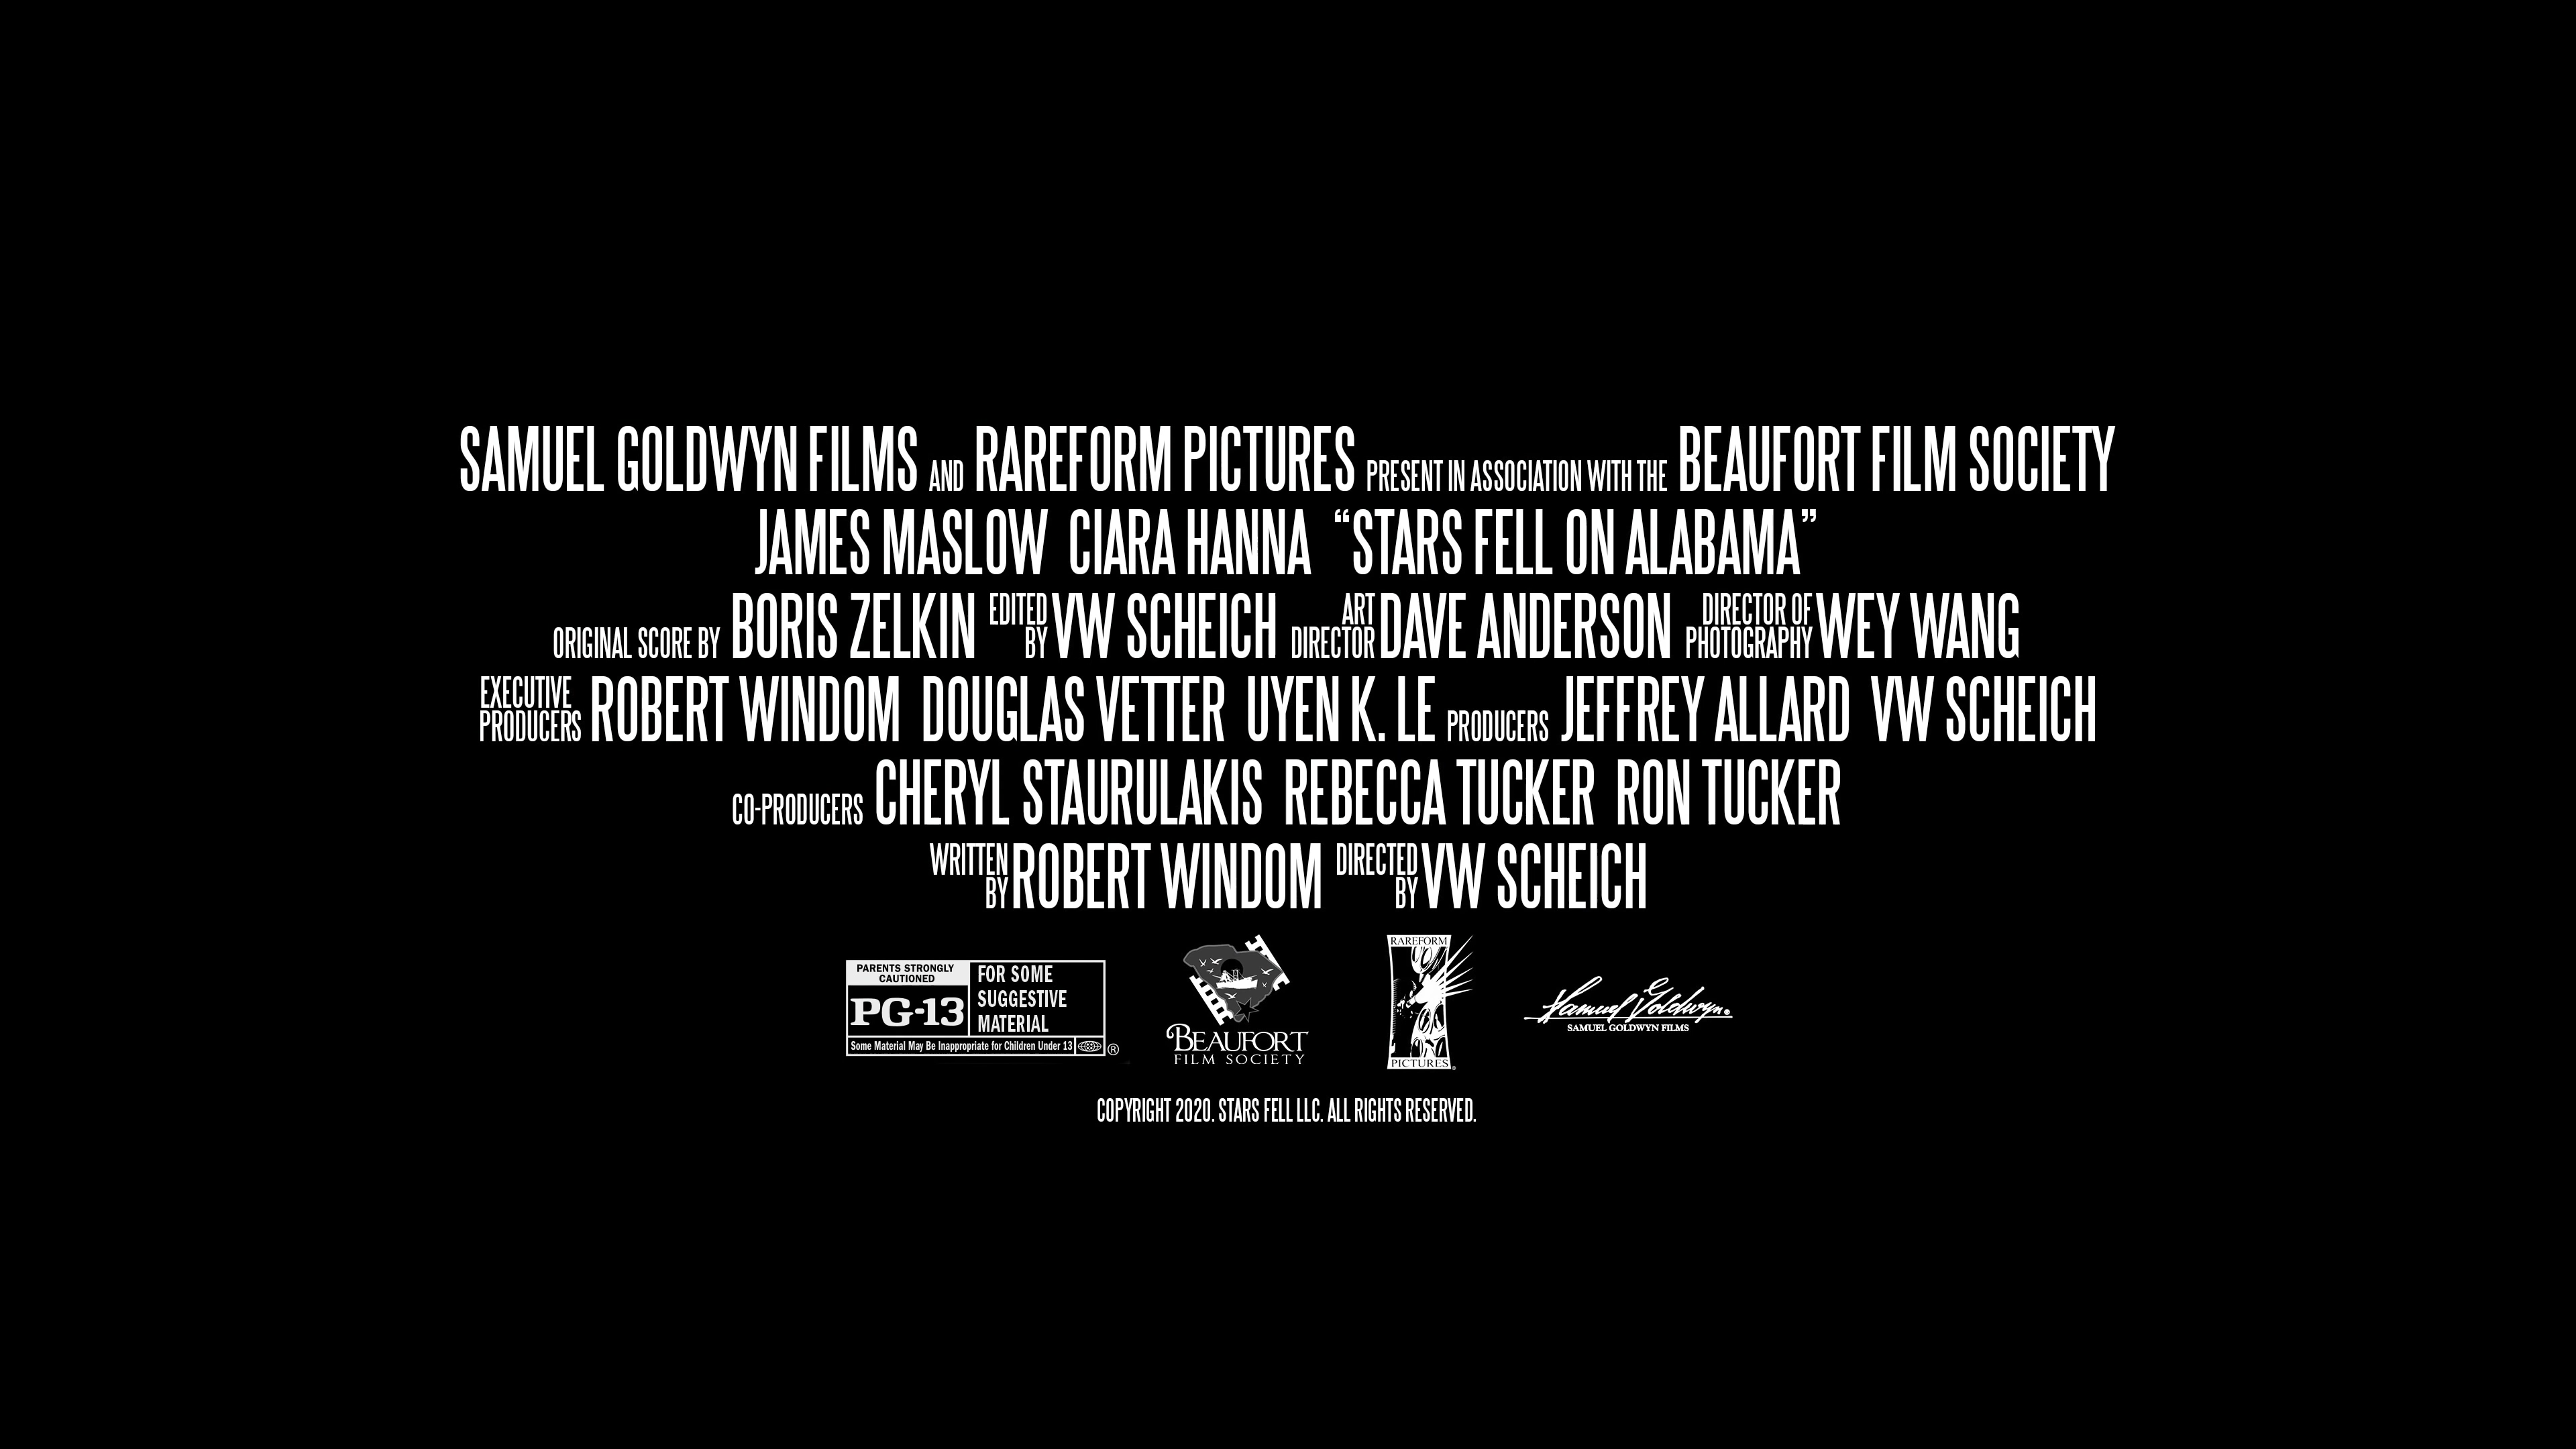 SAMUEL GOLDWYN FILMS AND RAREFORM PICTURES PRESENT IN ASSOCIATION WITH THE BEAUFORT FILM SOCIETY
JAMES MASLOW CIARA HANNA “STARS FELL ON ALABAMA”
ORIGINAL SCORE BY BORIS ZELKIN EDITED BY VW SCHEICH ART DIRECTOR DAVE ANDERSON DIRECTOR OF PHOTOGRAPHY WEY WANG
EXECUTIVE PRODUCERS ROBERT WINDOM DOUGLAS VETTER UYEN K. LE PRODUCERS JEFFREY ALLARD VW SCHEICH
CO-PRODUCERS CHERYL STAURULAKIS REBECCA TUCKER RON TUCKER
WRITTEN BY ROBERT WINDOM DIRECTED BY VW SCHEICH
PARENTS STRONGLY CAUTIONED
PG-13
FOR SOME
SUGGESTIVE
MATERIAL
Some Material May Be Inappropriate for Children Under 13 ®
BEAUFORT
FILM SOCIETY
RAREFORM
PICTURES
Samuel Goldwyn
SAMUEL GOLDWYN FILMS
COPYRIGHT 2020. STARS FELL LLC. ALL RIGHTS RESERVED.